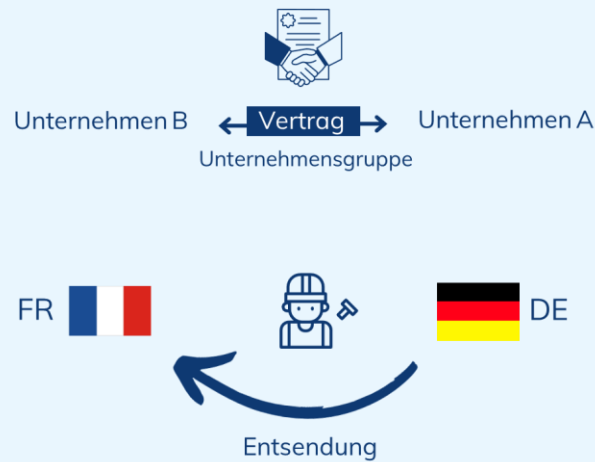 Unternehmen B Vertrag Unternehmen A
Unternehmensgruppe
FR DE
Entsendung